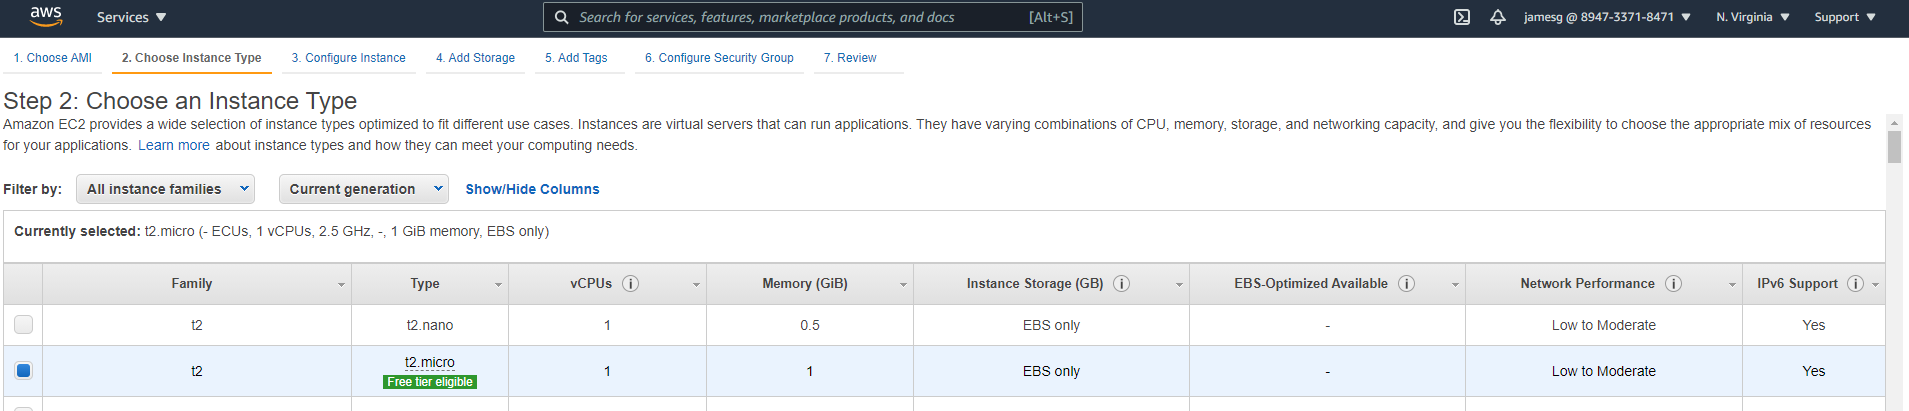 aws Services Search for services, features, marketplace products, and docs [Alt+S] jamesg @ 8947-3371-8471 N. Virginia Support
1. Choose AMI 2. Choose Instance Type 3. Configure Instance 4. Add Storage 5. Add Tags 6. Configure Security Group 7. Review
Step 2: Choose an Instance Type
Amazon EC2 provides a wide selection of instance types optimized to fit different use cases. Instances are virtual servers that can run applications. They have varying combinations of CPU, memory, storage, and networking capacity, and give you the flexibility to choose the appropriate mix of resources
for your applications. Learn more about instance types and how they can meet your computing needs.
Filter by: All instance families Current generation Show/Hide Columns
Currently selected: t2.micro (- ECUs, 1 vCPUs, 2.5 GHz, -, 1 GiB memory, EBS only)
Family Type vCPUs i Memory (GiB) Instance Storage (GB) i EBS-Optimized Available i Network Performance i IPv6 Support i
t2 t2.nano 1 0.5 EBS only - Low to Moderate Yes
t2 t2.micro 1 1 EBS only - Low to Moderate Yes
Free tier eligible